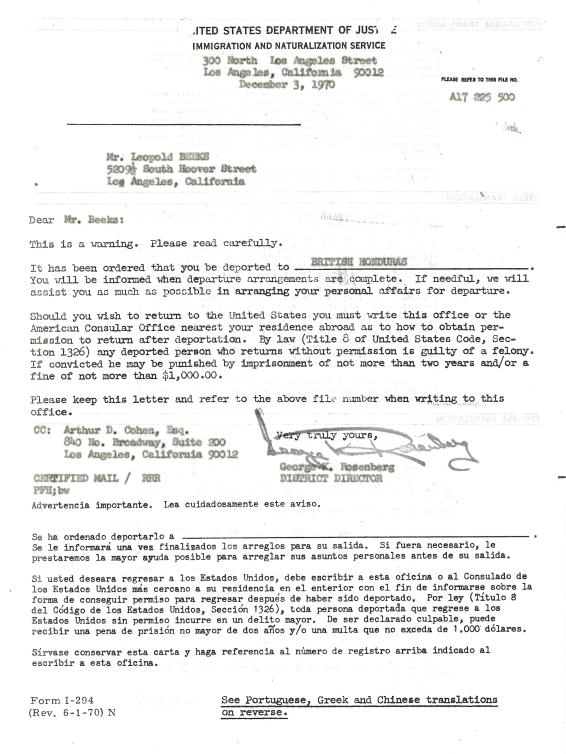 UNITED STATES DEPARTMENT OF JUSTICE
IMMIGRATION AND NATURALIZATION SERVICE
300 North Los Angeles Street
Los Angeles, California 90012
December 3, 1970
PLEASE REFER TO THIS FILE NO.
A17 225 500
Mr. Leopold BEEKS
5209½ South Hoover Street
Los Angeles, California
Dear Mr. Beeks:
This is a warning. Please read carefully.
It has been ordered that you be deported to BRITISH HONDURAS .
You will be informed when departure arrangements are complete. If needful, we will
assist you as much as possible in arranging your personal affairs for departure.
Should you wish to return to the United States you must write this office or the
American Consular Office nearest your residence abroad as to how to obtain per-
mission to return after deportation. By law (Title 8 of United States Code, Sec-
tion 1326) any deported person who returns without permission is guilty of a felony.
If convicted he may be punished by imprisonment of not more than two years and/or a
fine of not more than $1,000.00.
Please keep this letter and refer to the above file number when writing to this
office.
CC: Arthur D. Cohen, Esq.
840 No. Broadway, Suite 200
Los Angeles, California 90012
Very truly yours,
George K. Rosenberg
George K. Rosenberg
DISTRICT DIRECTOR
CERTIFIED MAIL / RRR
PFH;bw
Advertencia importante. Lea cuidadosamente este aviso.
Se ha ordenado deportarlo a .
Se le informará una vez finalizados los arreglos para su salida. Si fuera necesario, le
prestaremos la mayor ayuda posible para arreglar sus asuntos personales antes de su salida.
Si usted deseara regresar a los Estados Unidos, debe escribir a esta oficina o al Consulado de
los Estados Unidos más cercano a su residencia en el enterior con el fin de informarse sobre la
forma de conseguir permiso para regresar después de haber sido deportado. Por ley (Título 8
del Código de los Estados Unidos, Sección 1326), toda persona deportada que regrese a los
Estados Unidos sin permiso incurre en un delito mayor. De ser declarado culpable, puede
recibir una pena de prisión no mayor de dos años y/o una multa que no exceda de 1,000 dólares.
Sírvase conservar esta carta y haga referencia al número de registro arriba indicado al
escribir a esta oficina.
Form I-294
(Rev. 6-1-70) N
See Portuguese, Greek and Chinese translations
on reverse.